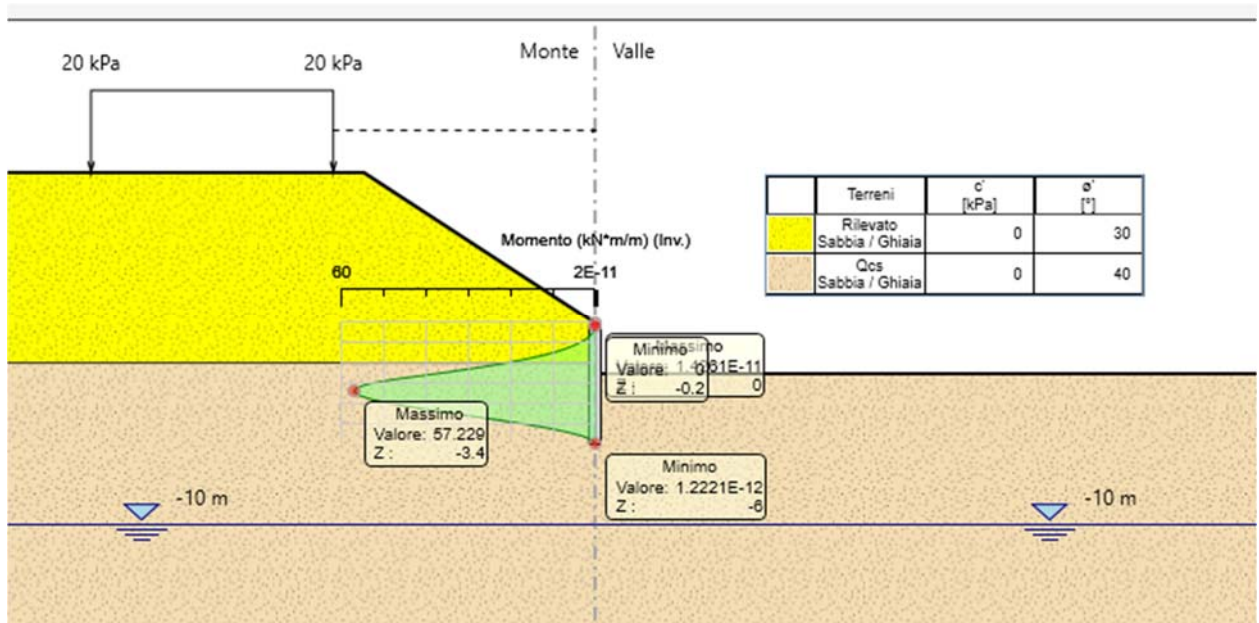 Monte Valle
20 kPa 20 kPa
Terreni c' ø'
[kPa] [°]
Rilevato
Sabbia / Ghiaia 0 30
Qcs
Sabbia / Ghiaia 0 40
Momento (kN*m/m) (Inv.)
60 2E-11
Massimo
Minimo
Valore: 0
Z : -0.2 0
Massimo
Valore: 57.229
Z : -3.4
Minimo
Valore: 1.2221E-12
Z : -6
-10 m -10 m